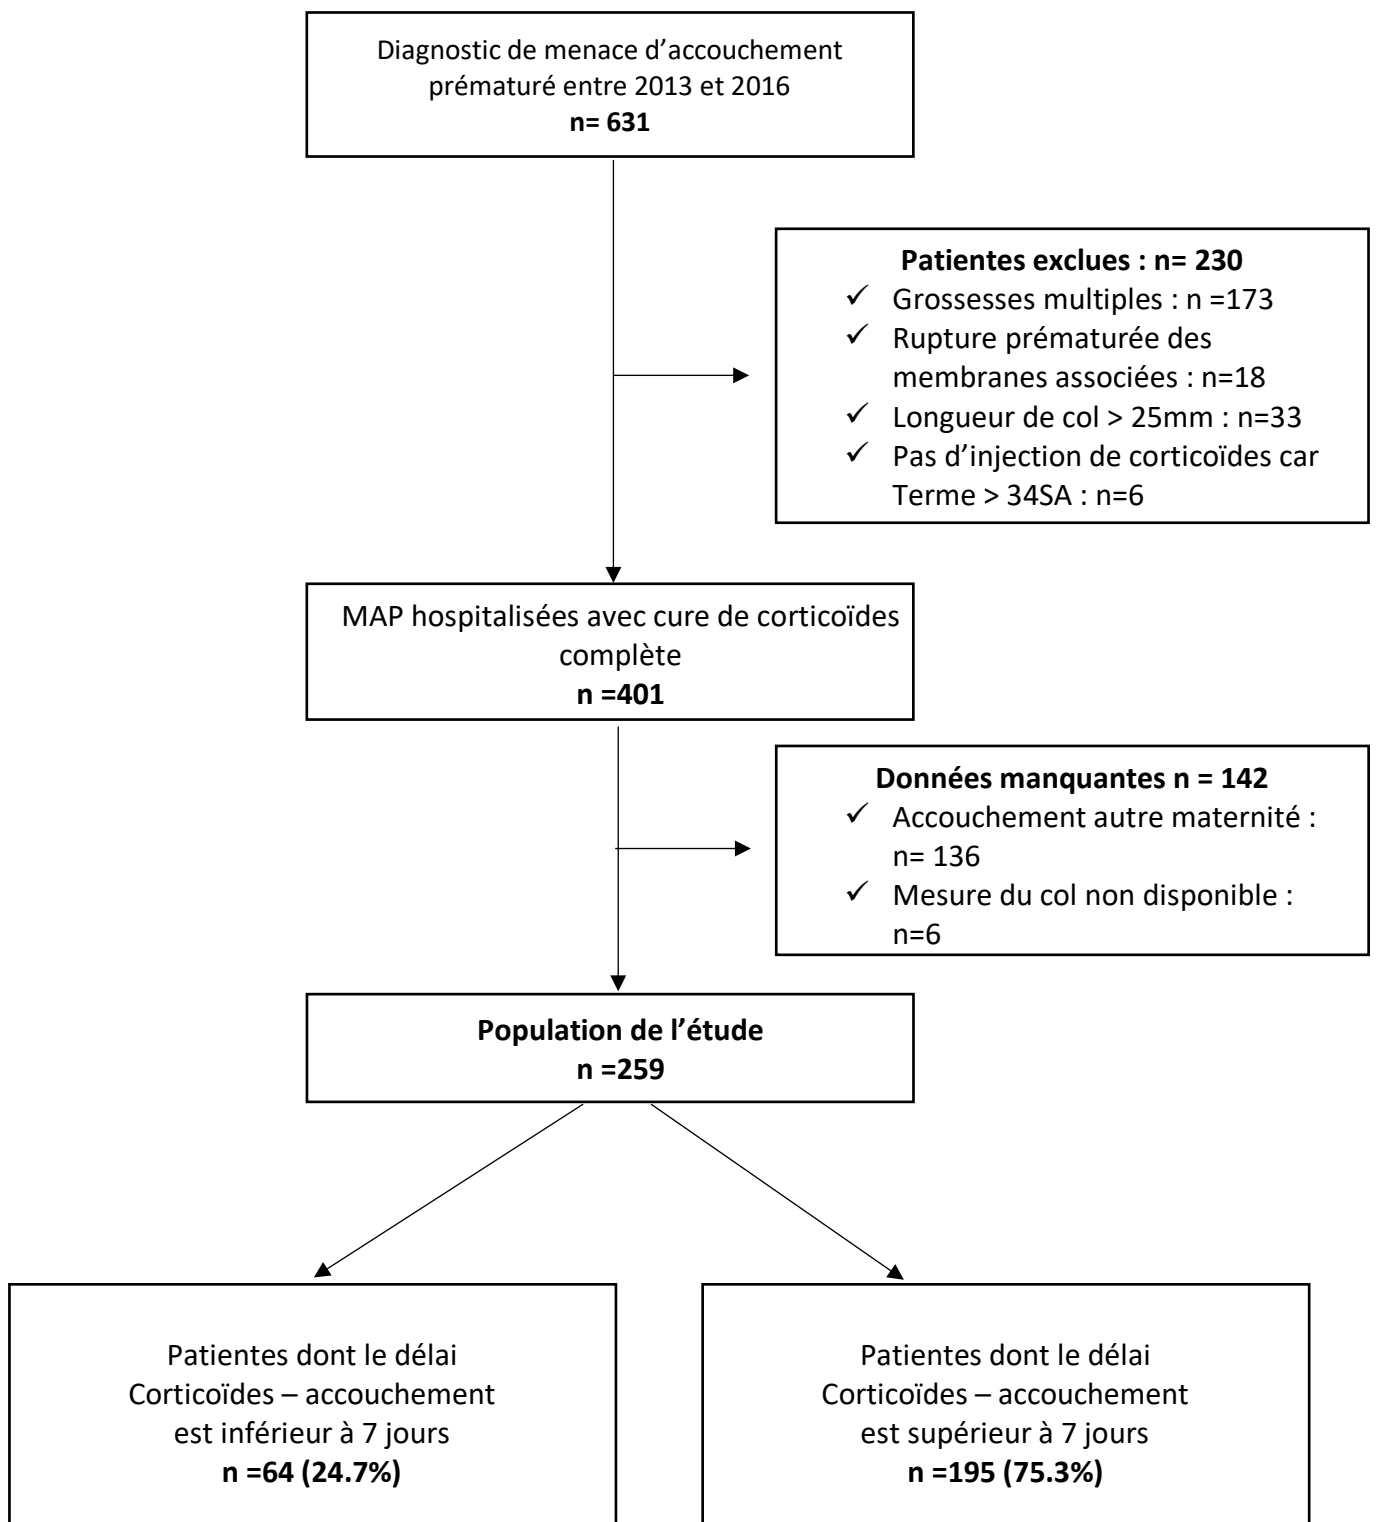 Diagnostic de menace d’accouchement
prématuré entre 2013 et 2016
n= 631
Patientes exclues : n= 230
✓ Grossesses multiples : n =173
✓ Rupture prématurée des
membranes associées : n=18
✓ Longueur de col > 25mm : n=33
✓ Pas d’injection de corticoïdes car
Terme > 34SA : n=6
MAP hospitalisées avec cure de corticoïdes
complète
n =401
Données manquantes n = 142
✓ Accouchement autre maternité :
n= 136
✓ Mesure du col non disponible :
n=6
Population de l’étude
n =259
Patientes dont le délai
Corticoïdes – accouchement
est inférieur à 7 jours
n =64 (24.7%)
Patientes dont le délai
Corticoïdes – accouchement
est supérieur à 7 jours
n =195 (75.3%)